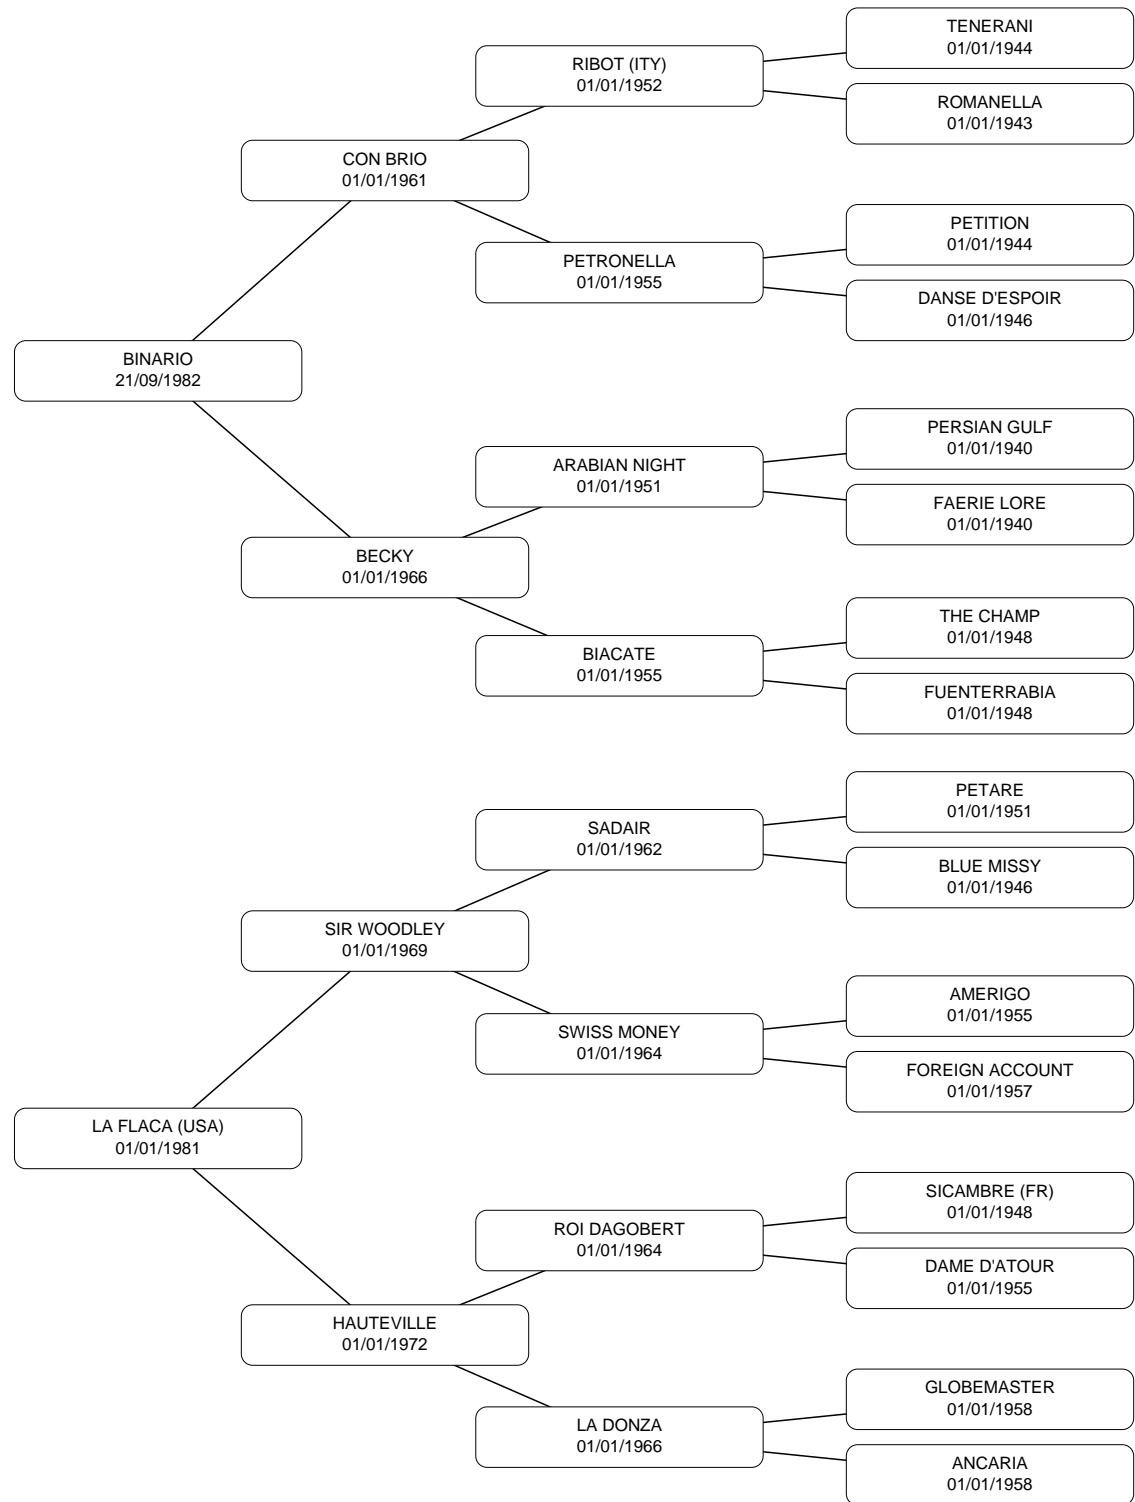 TENERANI
01/01/1944
RIBOT (ITY)
01/01/1952
ROMANELLA
01/01/1943
CON BRIO
01/01/1961
PETITION
01/01/1944
PETRONELLA
01/01/1955
DANSE D'ESPOIR
01/01/1946
BINARIO
21/09/1982
PERSIAN GULF
01/01/1940
ARABIAN NIGHT
01/01/1951
FAERIE LORE
01/01/1940
BECKY
01/01/1966
THE CHAMP
01/01/1948
BIACATE
01/01/1955
FUENTERRABIA
01/01/1948
PETARE
01/01/1951
SADAIR
01/01/1962
BLUE MISSY
01/01/1946
SIR WOODLEY
01/01/1969
AMERIGO
01/01/1955
SWISS MONEY
01/01/1964
FOREIGN ACCOUNT
01/01/1957
LA FLACA (USA)
01/01/1981
SICAMBRE (FR)
01/01/1948
ROI DAGOBERT
01/01/1964
DAME D'ATOUR
01/01/1955
HAUTEVILLE
01/01/1972
GLOBEMASTER
01/01/1958
LA DONZA
01/01/1966
ANCARIA
01/01/1958